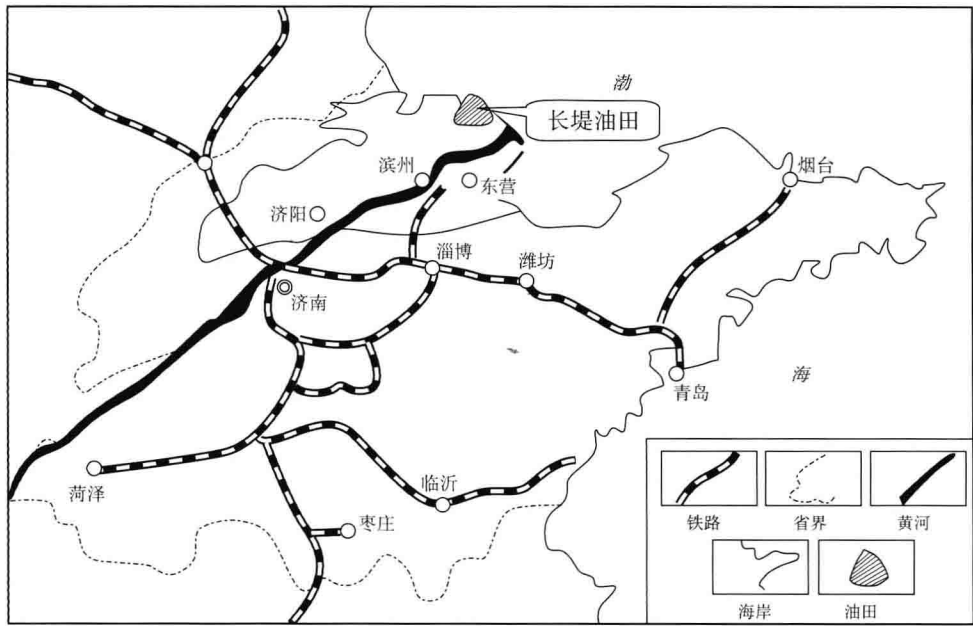 渤
长堤油田
滨州
东营
烟台
济阳
淄博
潍坊
济南
海
青岛
菏泽
临沂
枣庄
铁路
省界
黄河
海岸
油田